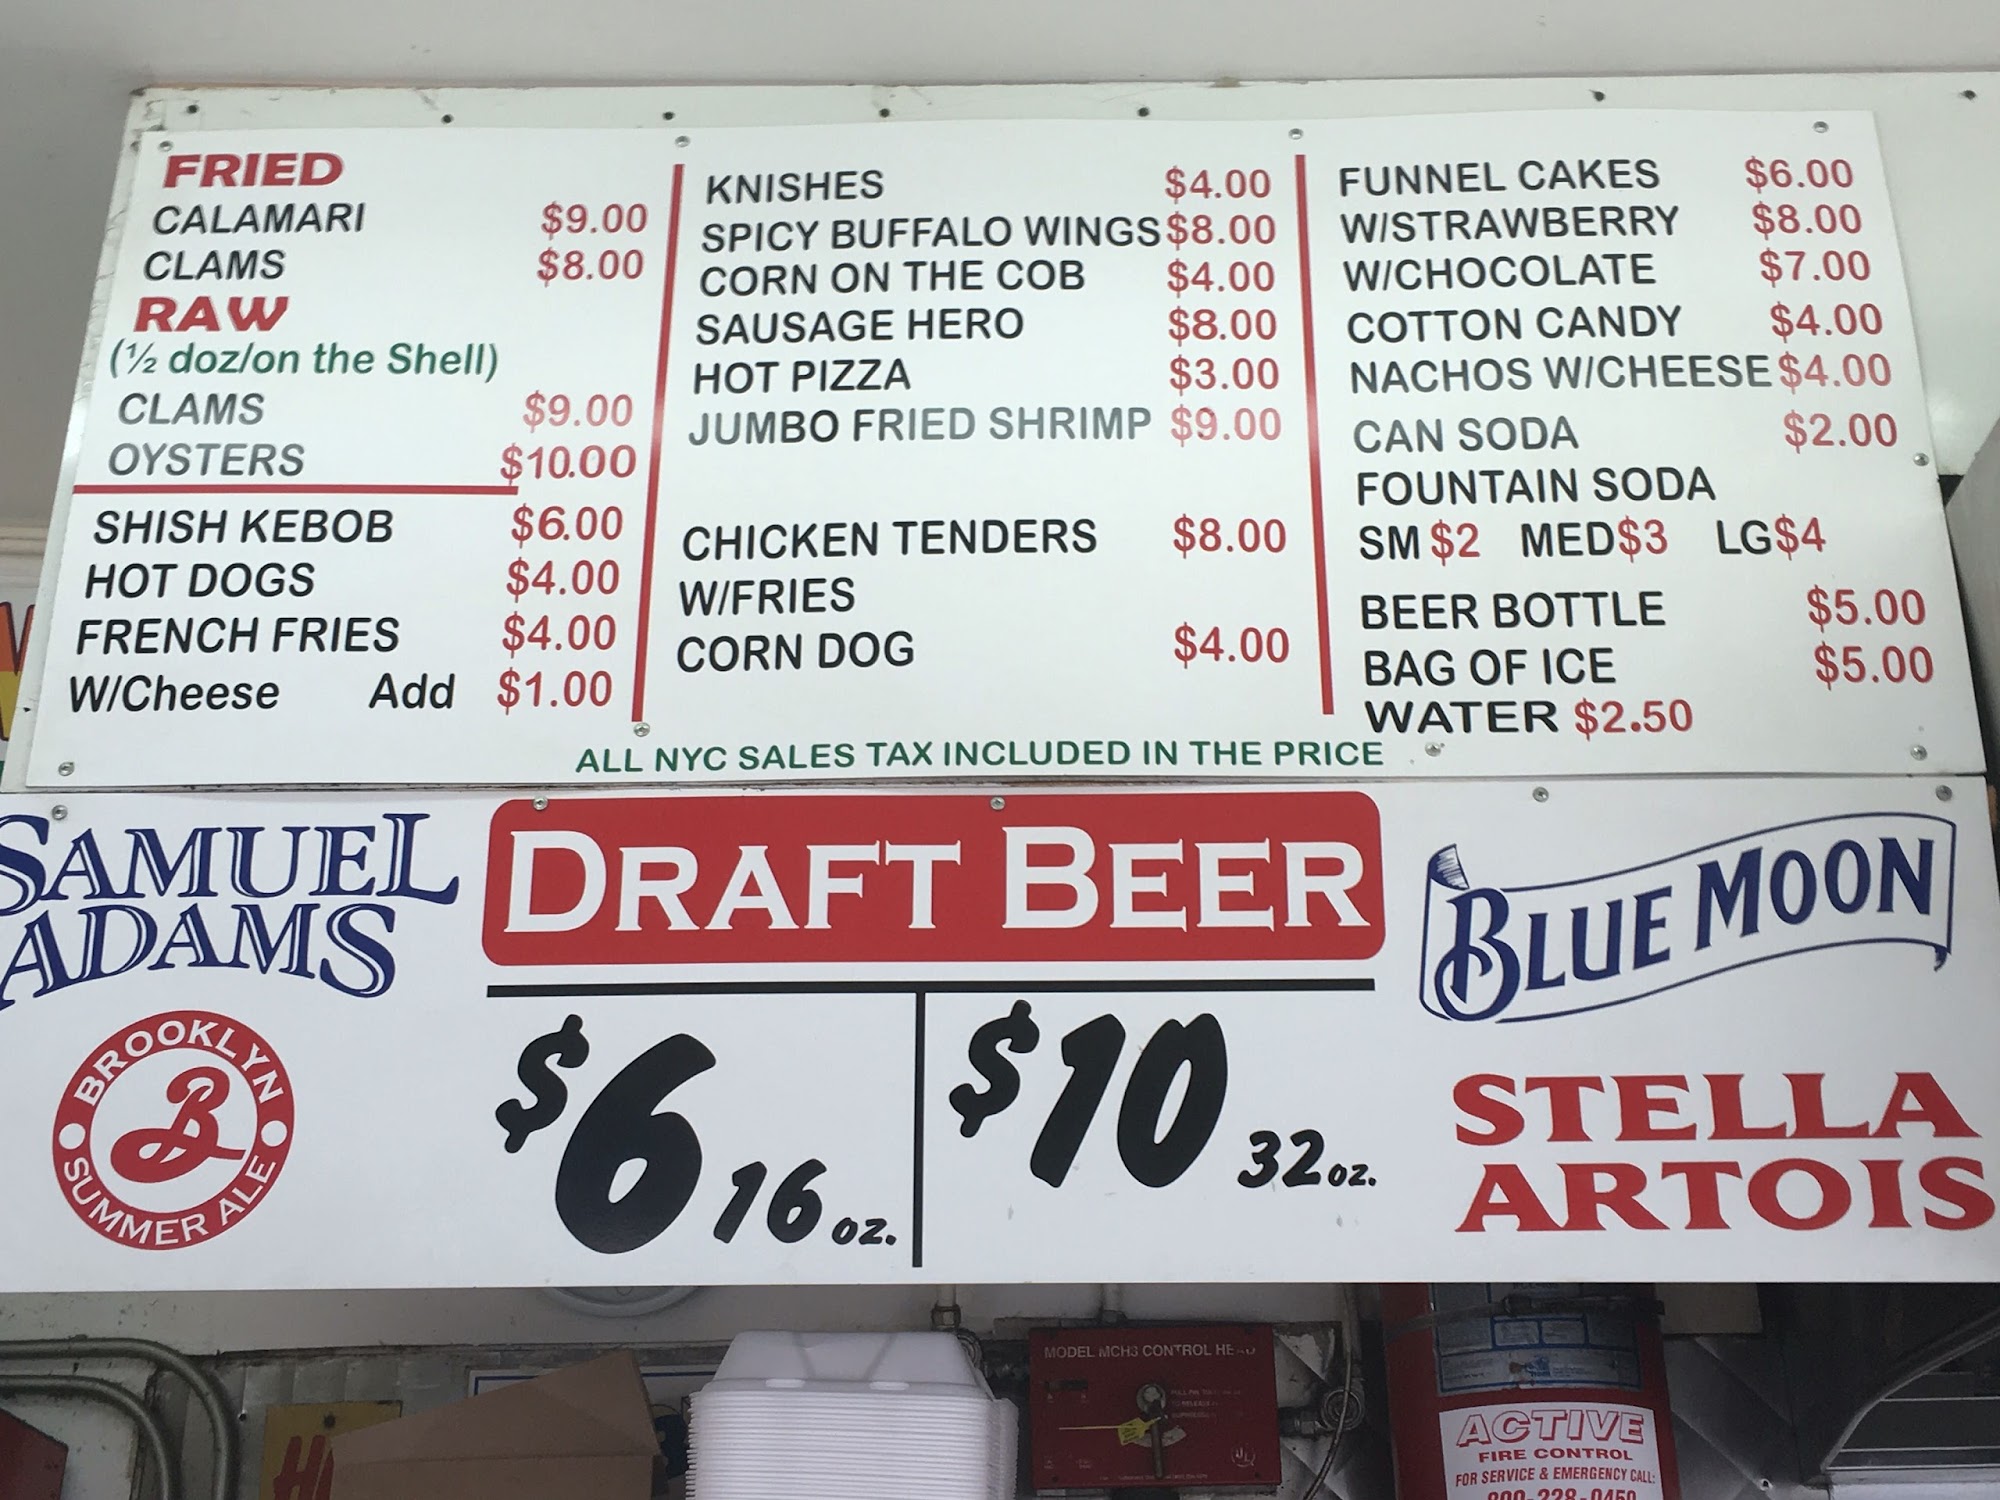 FRIED
CALAMARI $9.00
CLAMS $8.00
RAW
(½ doz/on the Shell)
CLAMS $9.00
OYSTERS $10.00
SHISH KEBOB $6.00
HOT DOGS $4.00
FRENCH FRIES $4.00
W/Cheese Add $1.00
KNISHES $4.00
SPICY BUFFALO WINGS $8.00
CORN ON THE COB $4.00
SAUSAGE HERO $8.00
HOT PIZZA $3.00
JUMBO FRIED SHRIMP $9.00
CHICKEN TENDERS $8.00
W/FRIES
CORN DOG $4.00
FUNNEL CAKES $6.00
W/STRAWBERRY $8.00
W/CHOCOLATE $7.00
COTTON CANDY $4.00
NACHOS W/CHEESE $4.00
CAN SODA $2.00
FOUNTAIN SODA
SM $2 MED $3 LG $4
BEER BOTTLE $5.00
BAG OF ICE $5.00
WATER $2.50
ALL NYC SALES TAX INCLUDED IN THE PRICE
SAMUEL
ADAMS
BROOKLYN
B
SUMMER ALE
DRAFT BEER
$6 16 oz.
$10 32 oz.
BLUE MOON
STELLA
ARTOIS
MODEL MCH3 CONTROL HEAD
ACTIVE
FIRE CONTROL
FOR SERVICE & EMERGENCY CALL:
800-228-0459